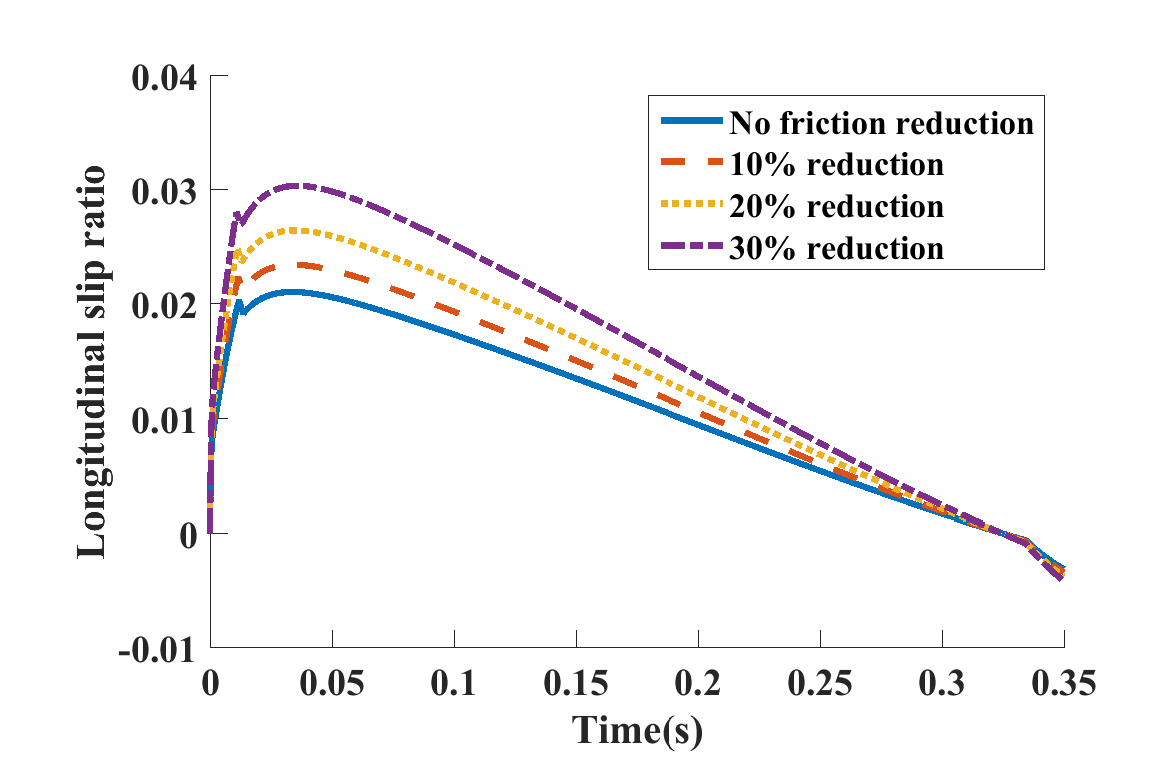 0.04
0.03
0.02
0.01
0
-0.01
Longitudinal slip ratio
No friction reduction
10% reduction
20% reduction
30% reduction
0 0.05 0.1 0.15 0.2 0.25 0.3 0.35
Time(s)